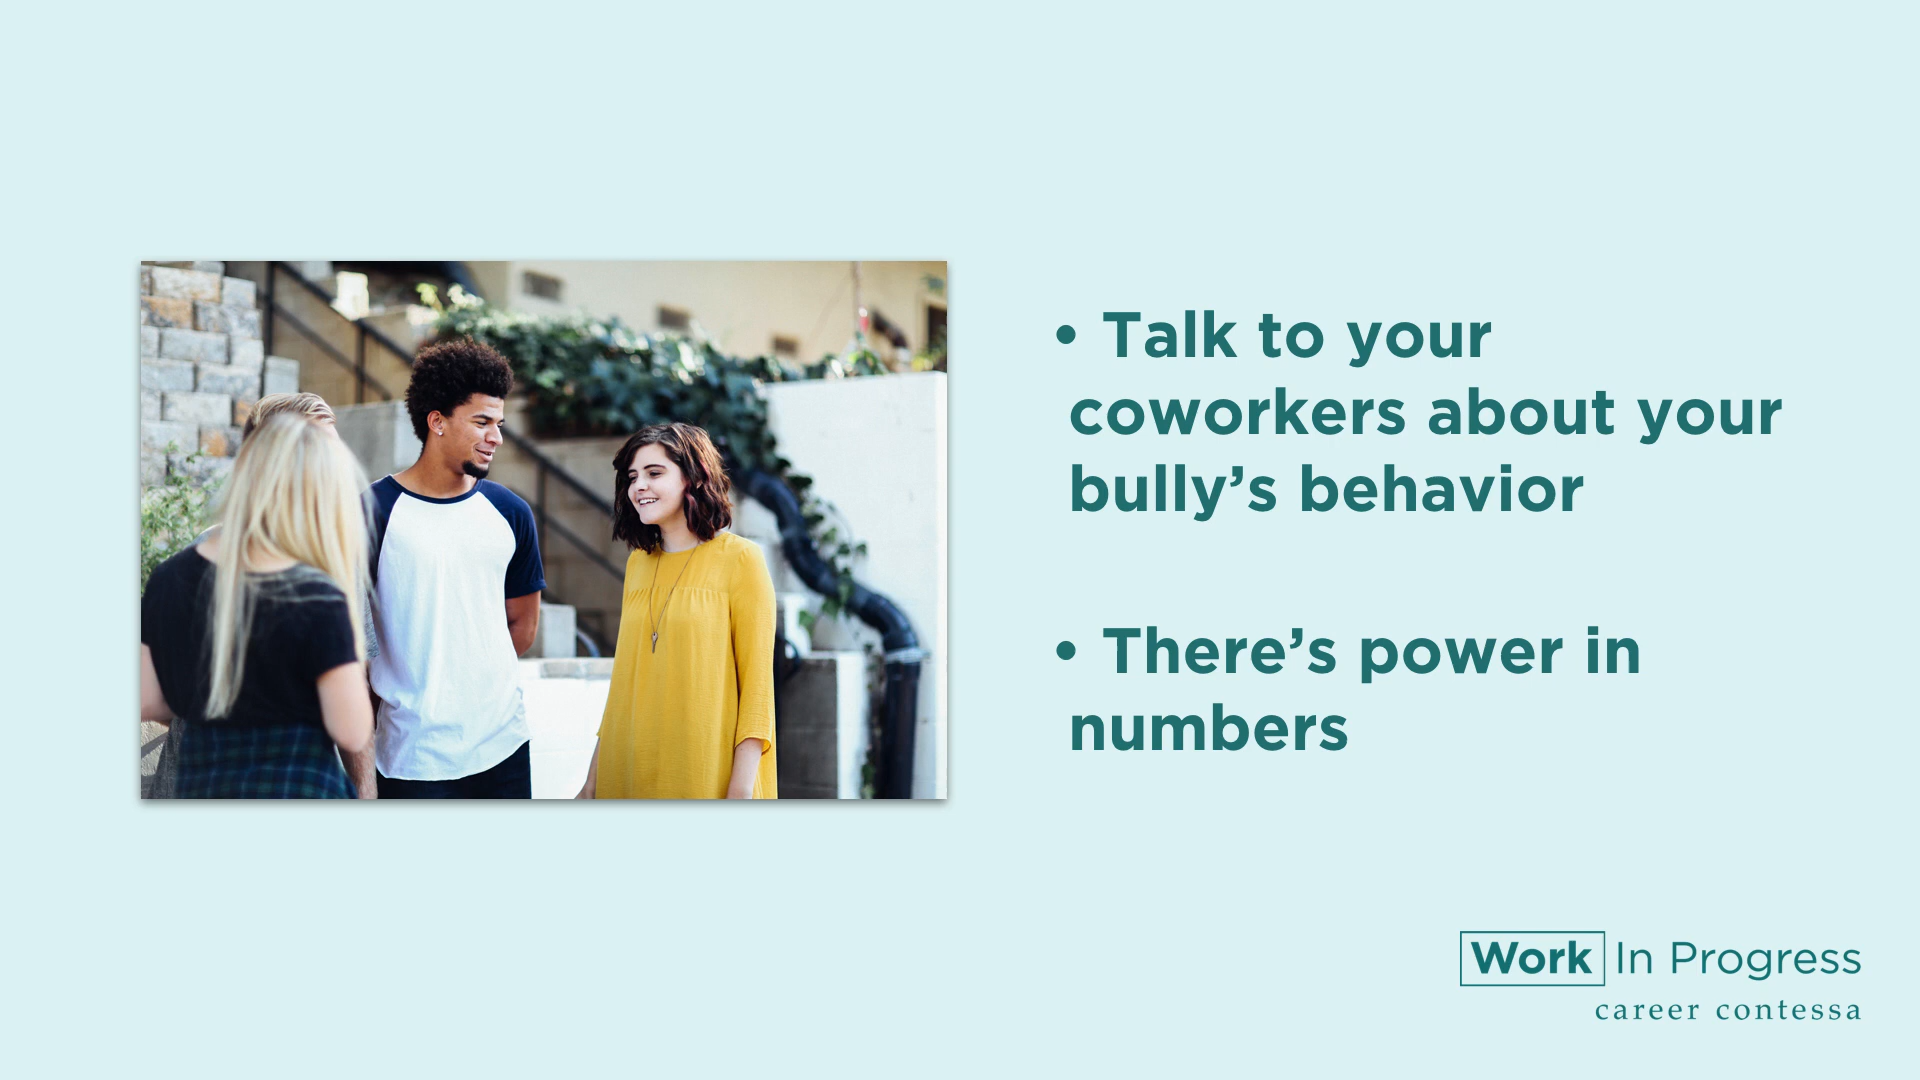 • Talk to your
coworkers about your
bully’s behavior
• There’s power in
numbers
Work In Progress
career contessa